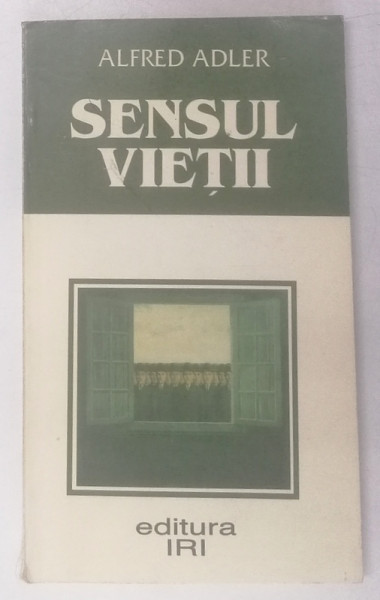 ALFRED ADLER
SENSUL
VIEȚII
editura
IRI